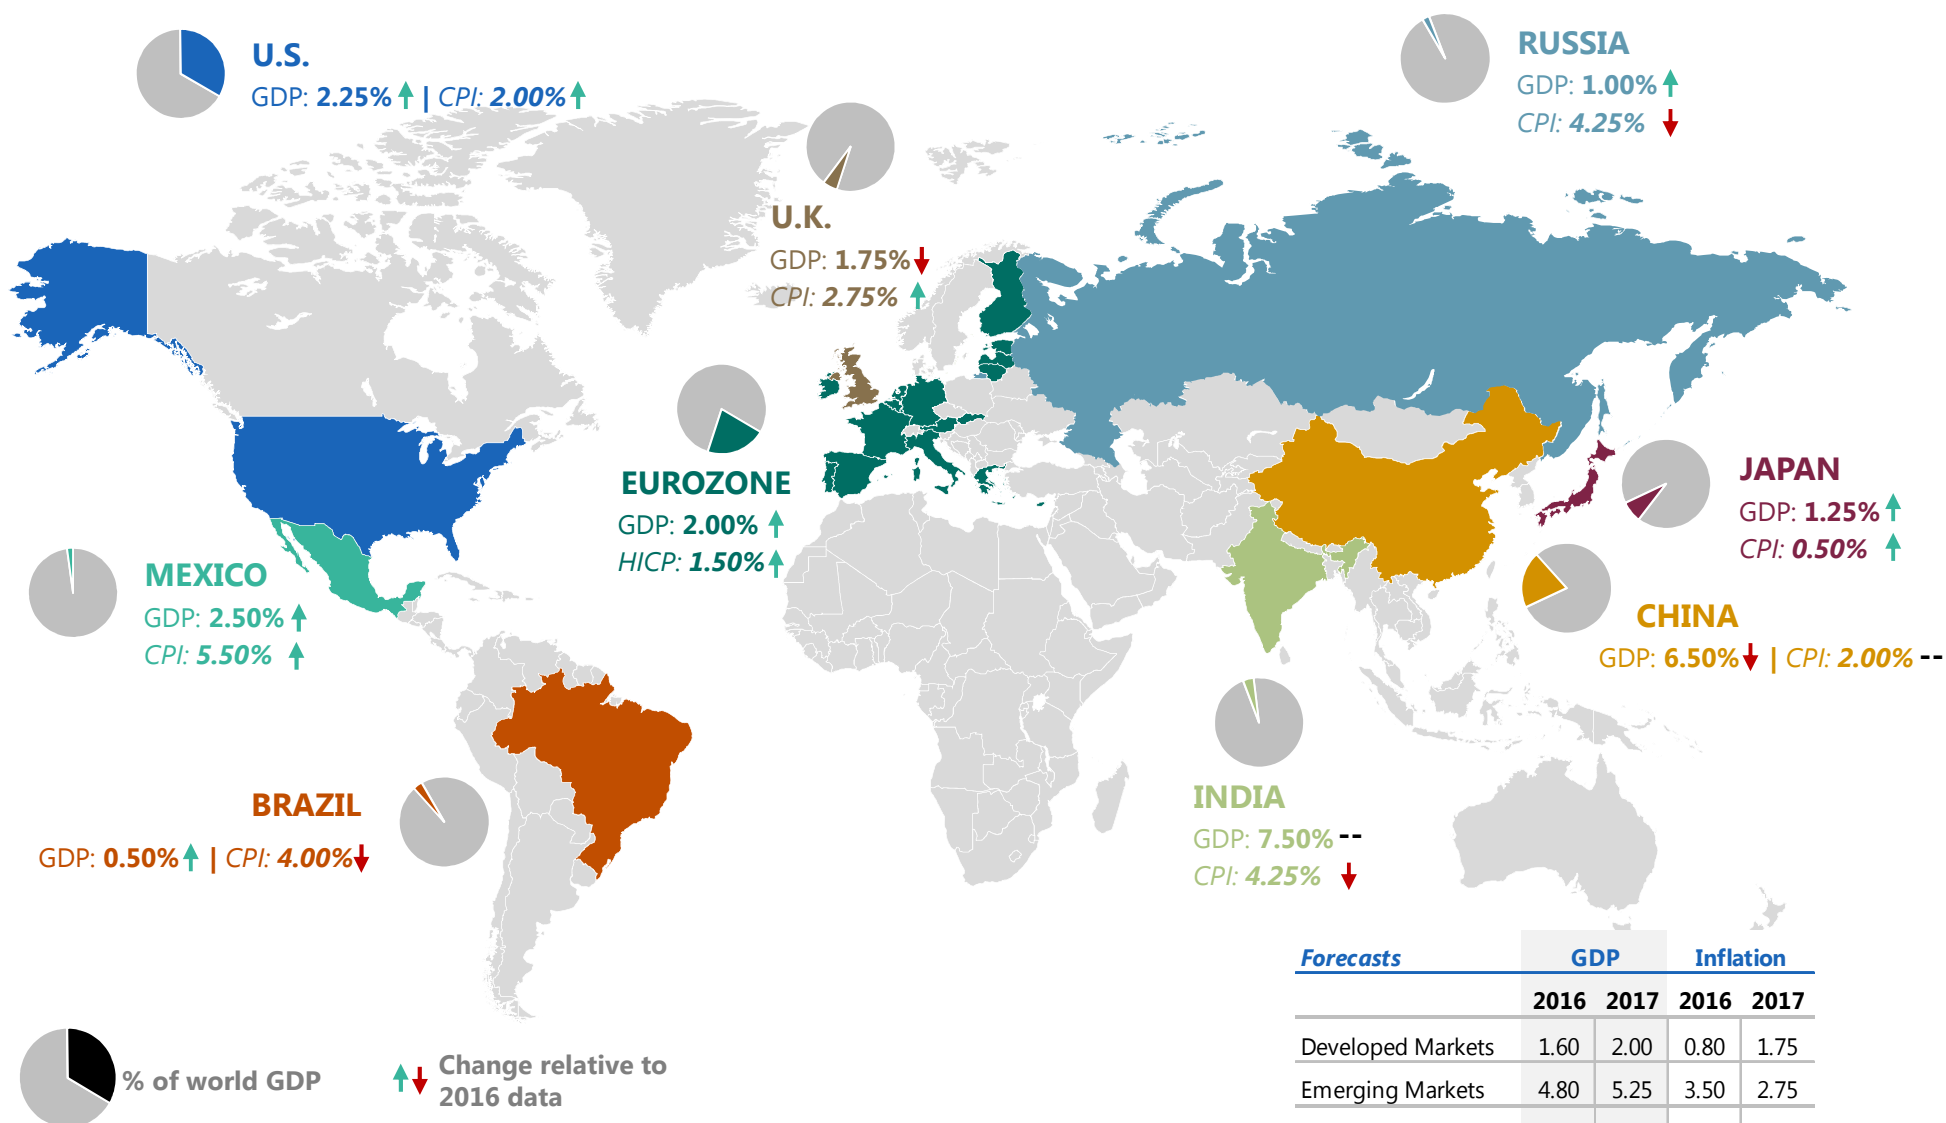 U.S.
GDP: 2.25% | CPI: 2.00%
RUSSIA
GDP: 1.00%
CPI: 4.25%
U.K.
GDP: 1.75%
CPI: 2.75%
EUROZONE
GDP: 2.00%
HICP: 1.50%
JAPAN
GDP: 1.25%
CPI: 0.50%
MEXICO
GDP: 2.50%
CPI: 5.50%
CHINA
GDP: 6.50% | CPI: 2.00% --
BRAZIL
GDP: 0.50% | CPI: 4.00%
INDIA
GDP: 7.50% --
CPI: 4.25%
Forecasts GDP Inflation
2016 2017 2016 2017
Developed Markets 1.60 2.00 0.80 1.75
Emerging Markets 4.80 5.25 3.50 2.75
% of world GDP
Change relative to
2016 data